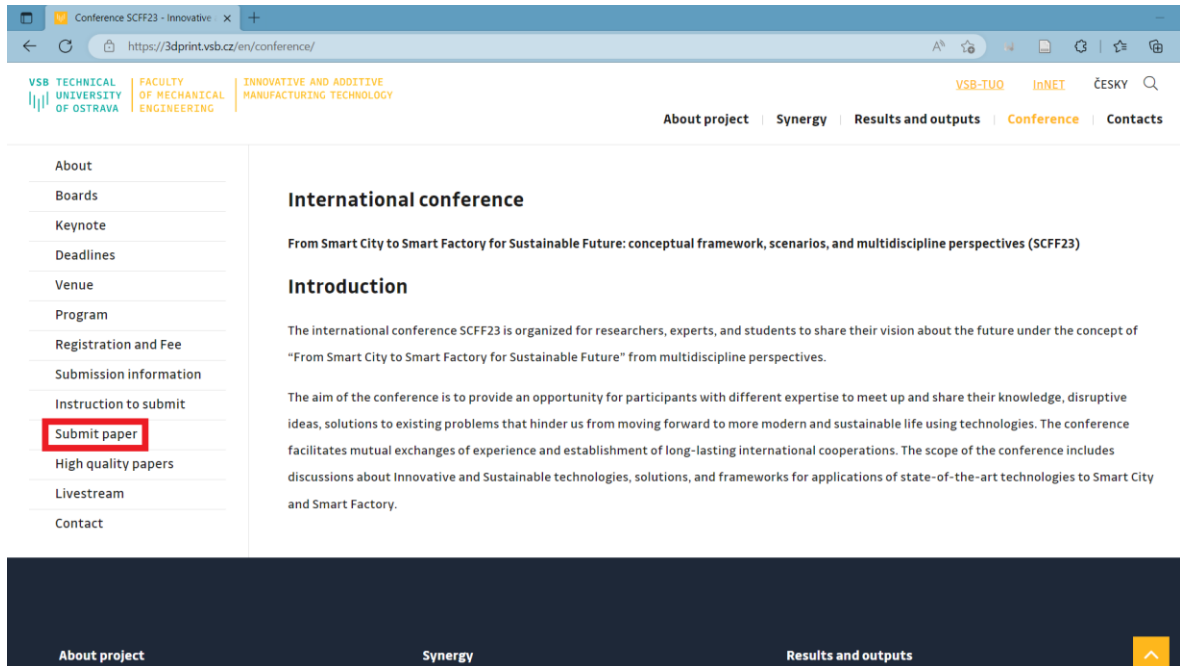 Conference SCFF23 - Innovative
https://3dprint.vsb.cz/en/conference/
VSB TECHNICAL
UNIVERSITY
OF OSTRAVA
FACULTY
OF MECHANICAL
ENGINEERING
INNOVATIVE AND ADDITIVE
MANUFACTURING TECHNOLOGY
VSB-TUO InNET ČESKY
About project Synergy Results and outputs Conference Contacts
About
Boards
Keynote
Deadlines
Venue
Program
Registration and Fee
Submission information
Instruction to submit
Submit paper
High quality papers
Livestream
Contact
International conference
From Smart City to Smart Factory for Sustainable Future: conceptual framework, scenarios, and multidiscipline perspectives (SCFF23)
Introduction
The international conference SCFF23 is organized for researchers, experts, and students to share their vision about the future under the concept of
“From Smart City to Smart Factory for Sustainable Future” from multidiscipline perspectives.
The aim of the conference is to provide an opportunity for participants with different expertise to meet up and share their knowledge, disruptive
ideas, solutions to existing problems that hinder us from moving forward to more modern and sustainable life using technologies. The conference
facilitates mutual exchanges of experience and establishment of long-lasting international cooperations. The scope of the conference includes
discussions about Innovative and Sustainable technologies, solutions, and frameworks for applications of state-of-the-art technologies to Smart City
and Smart Factory.
About project Synergy Results and outputs